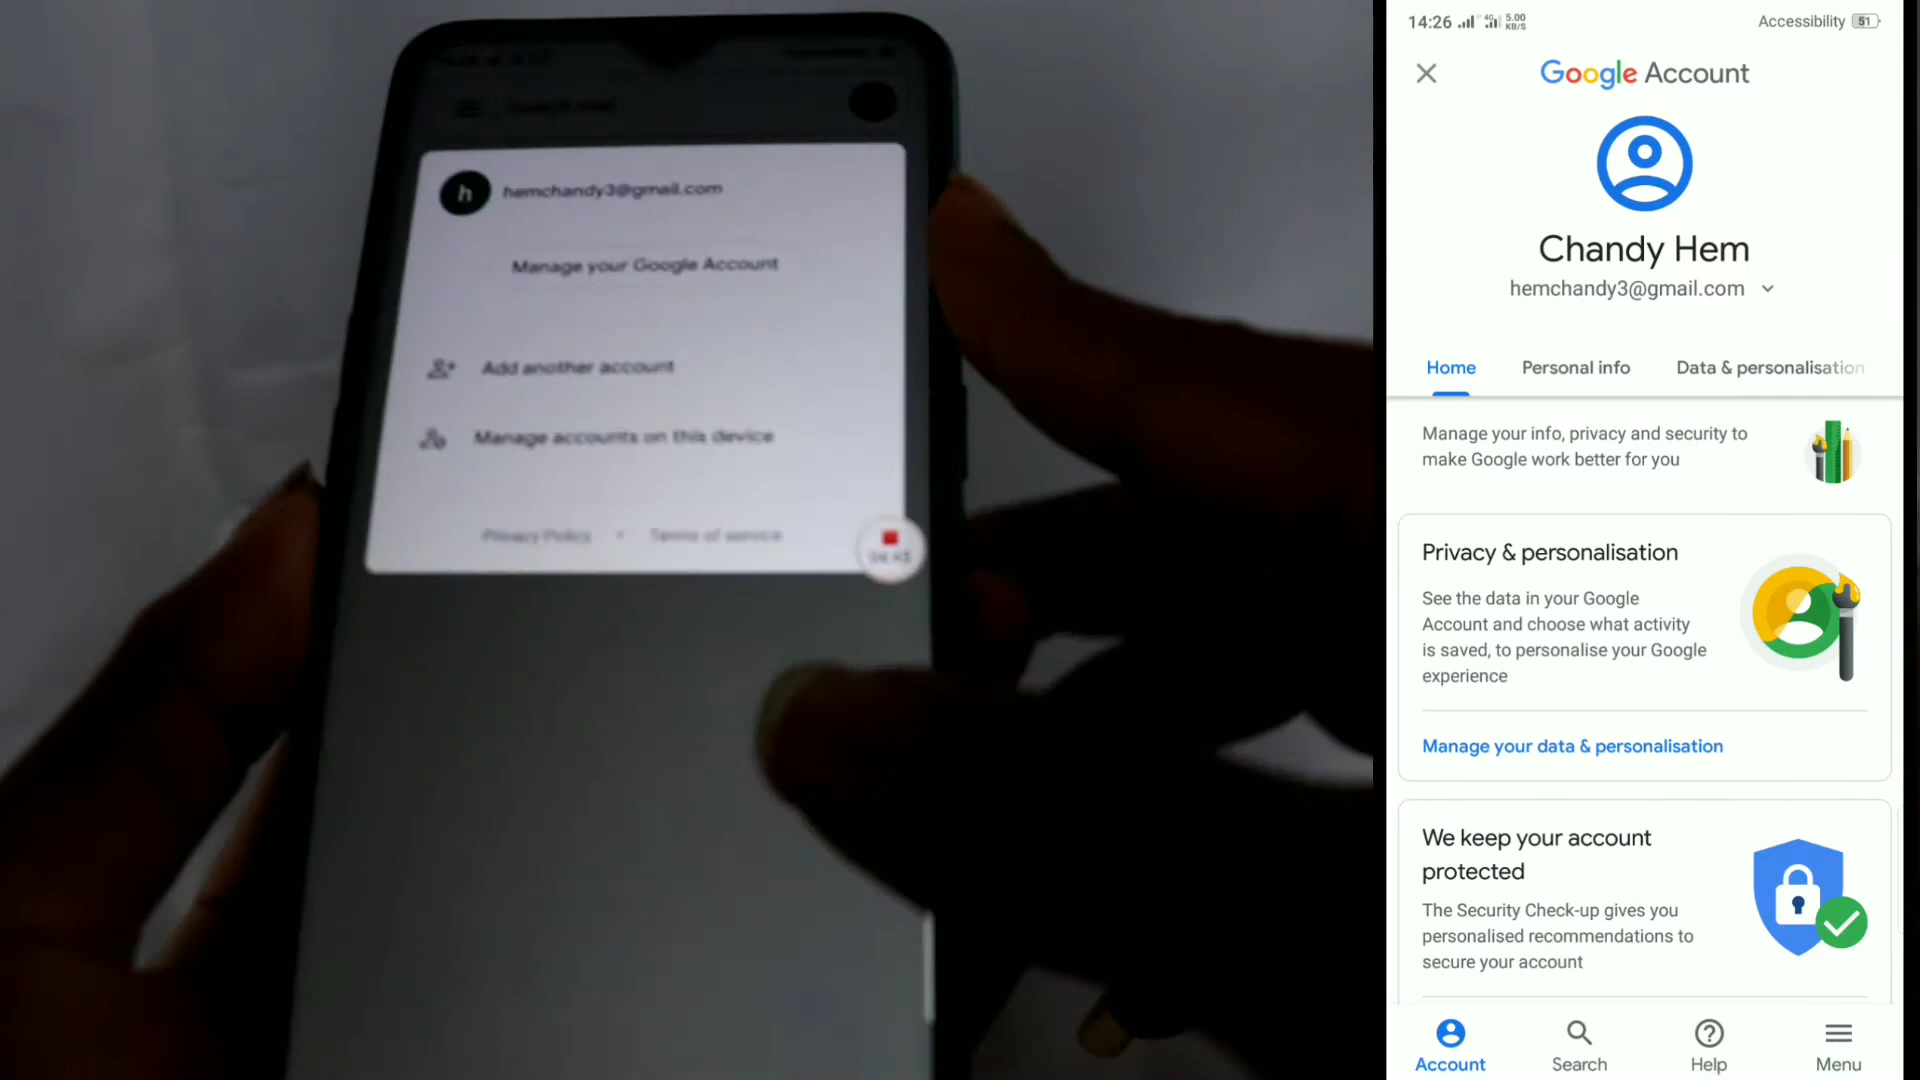 h
hemchandy3@gmail.com
Manage your Google Account
Add another account
Manage accounts on this device
Privacy Policy • Terms of service
14:26 4G 5.00 KB/S Accessibility 51
Google Account
Chandy Hem
hemchandy3@gmail.com
Home Personal info Data & personalisation
Manage your info, privacy and security to
make Google work better for you
Privacy & personalisation
See the data in your Google
Account and choose what activity
is saved, to personalise your Google
experience
Manage your data & personalisation
We keep your account
protected
The Security Check-up gives you
personalised recommendations to
secure your account
Account Search Help Menu